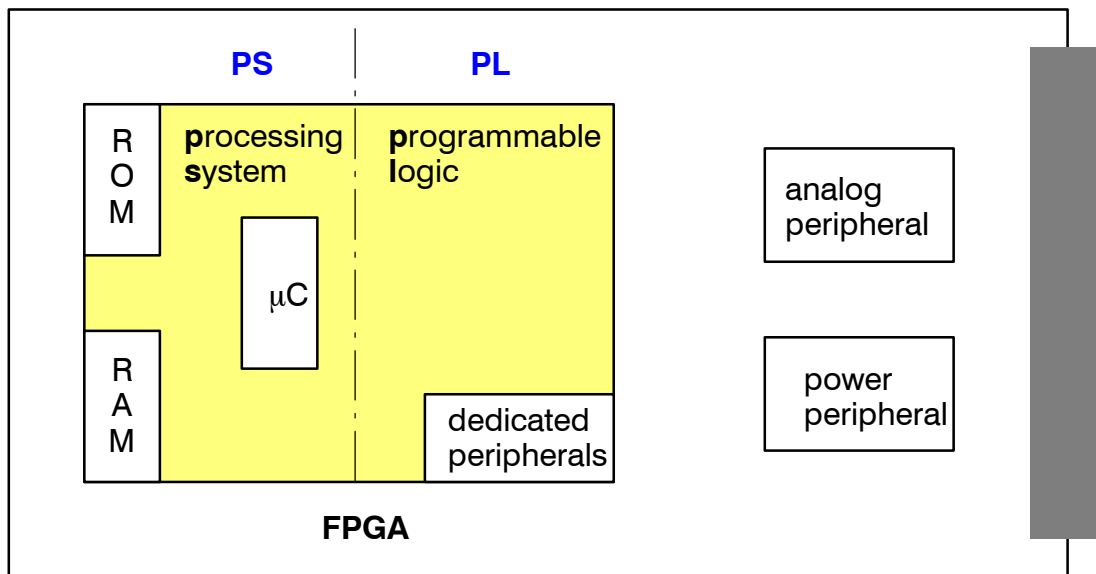 PS
PL
R
O
M
processing
system
programmable
logic
analog
peripheral
μC
R
A
M
dedicated
peripherals
power
peripheral
FPGA